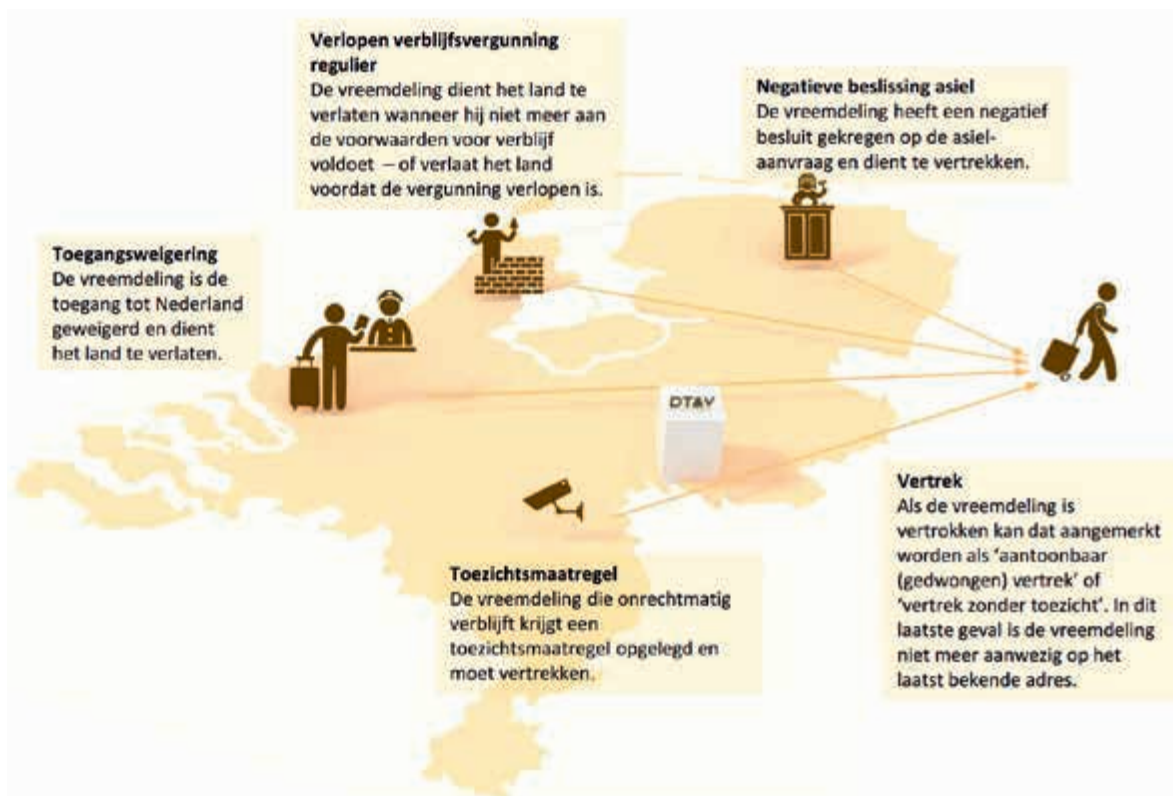 Verlopen verblijfsvergunning
regulier
De vreemdeling dient het land te
verlaten wanneer hij niet meer aan
de voorwaarden voor verblijf
voldoet – of verlaat het land
voordat de vergunning verlopen is.
Negatieve beslissing asiel
De vreemdeling heeft een negatief
besluit gekregen op de asiel-
aanvraag en dient te vertrekken.
Toegangsweigering
De vreemdeling is de
toegang tot Nederland
geweigerd en dient
het land te verlaten.
DT&V
Toezichtsmaatregel
De vreemdeling die onrechtmatig
verblijft krijgt een
toezichtsmaatregel opgelegd en
moet vertrekken.
Vertrek
Als de vreemdeling is
vertrokken kan dat aangemerkt
worden als ‘aantoonbaar
(gedwongen) vertrek’ of
‘vertrek zonder toezicht’. In dit
laatste geval is de vreemdeling
niet meer aanwezig op het
laatst bekende adres.